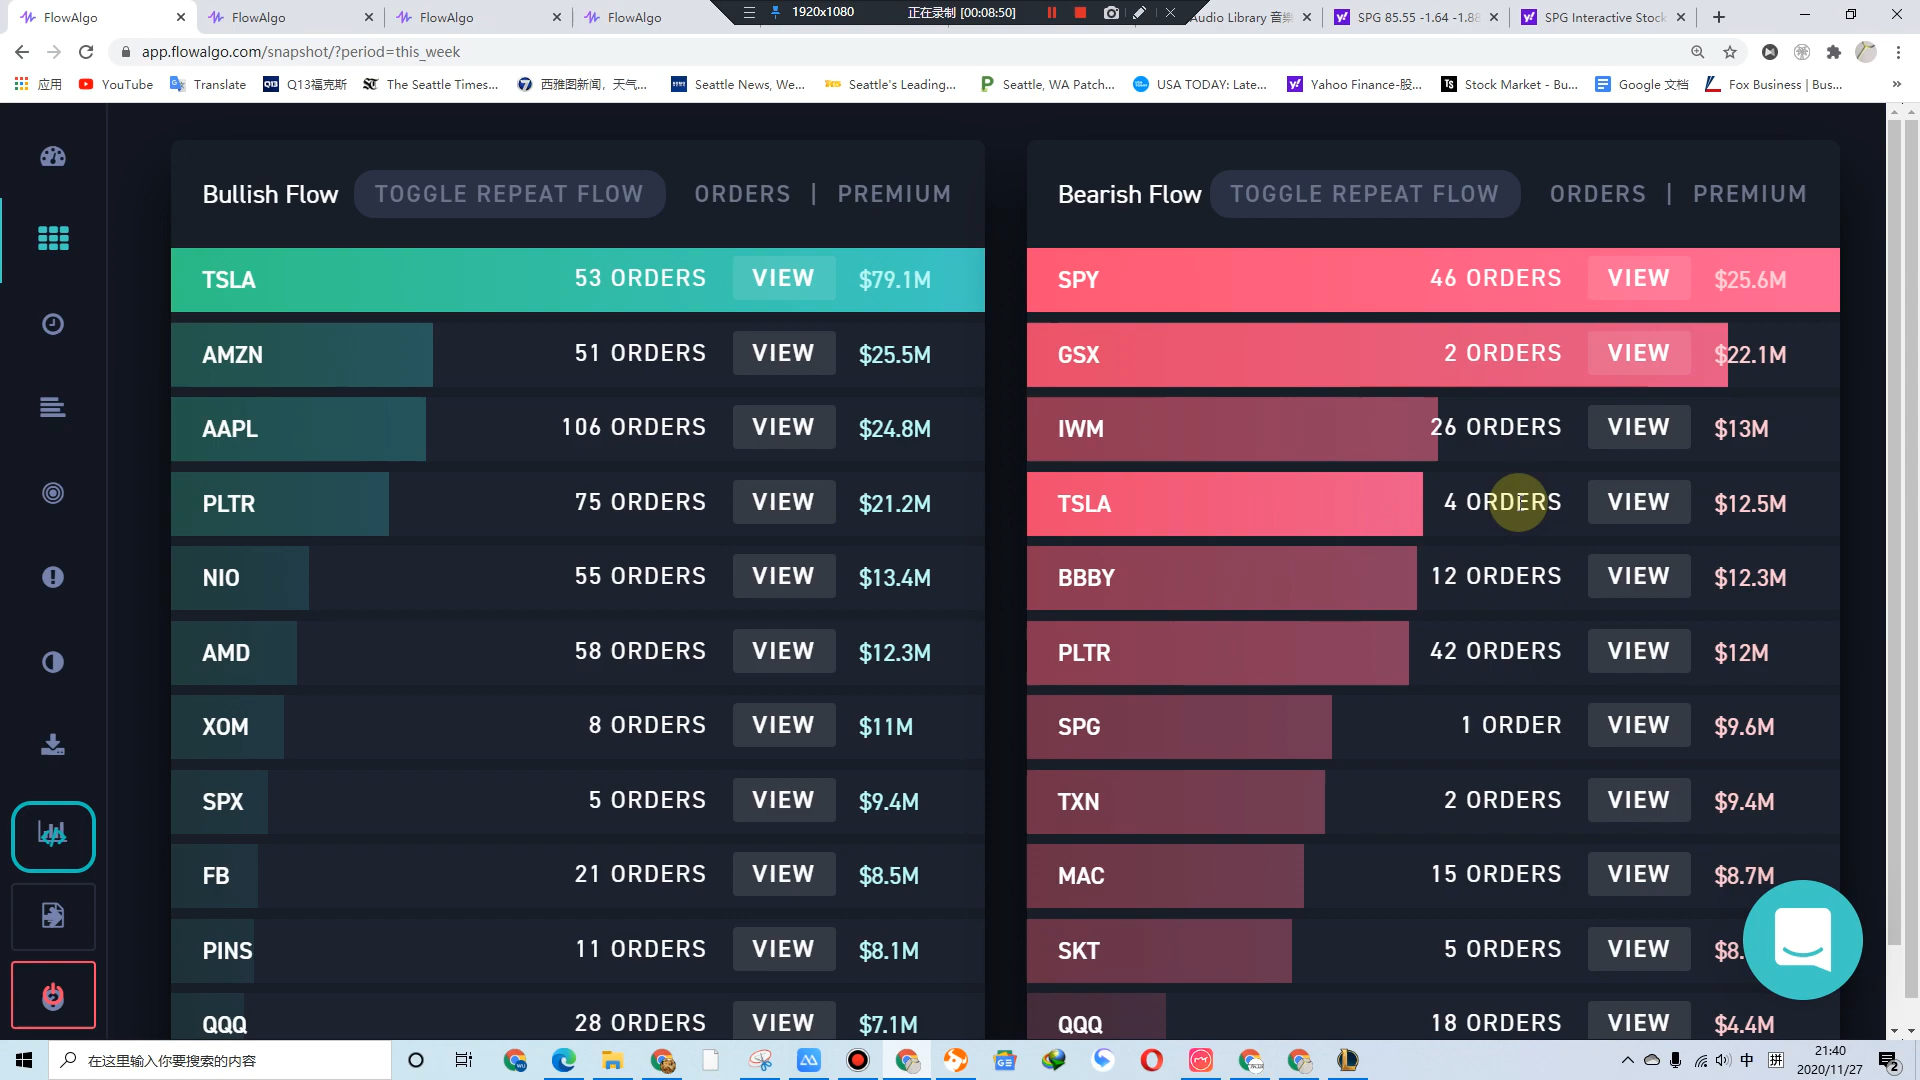 FlowAlgo
FlowAlgo
FlowAlgo
FlowAlgo
1920x1080
正在录制 [00:08:50]
Audio Library 音樂
SPG 85.55 -1.64 -1.88
SPG Interactive Stock
app.flowalgo.com/snapshot/?period=this_week
应用
YouTube
Translate
Q13福克斯
The Seattle Times...
西雅图新闻，天气...
Seattle News, We...
Seattle's Leading...
Seattle, WA Patch...
USA TODAY: Late...
Yahoo Finance-股...
Stock Market - Bu...
Google 文档
Fox Business | Bus...
Bullish Flow TOGGLE REPEAT FLOW ORDERS | PREMIUM
TSLA 53 ORDERS VIEW $79.1M
AMZN 51 ORDERS VIEW $25.5M
AAPL 106 ORDERS VIEW $24.8M
PLTR 75 ORDERS VIEW $21.2M
NIO 55 ORDERS VIEW $13.4M
AMD 58 ORDERS VIEW $12.3M
XOM 8 ORDERS VIEW $11M
SPX 5 ORDERS VIEW $9.4M
FB 21 ORDERS VIEW $8.5M
PINS 11 ORDERS VIEW $8.1M
QQQ 28 ORDERS VIEW $7.1M
Bearish Flow TOGGLE REPEAT FLOW ORDERS | PREMIUM
SPY 46 ORDERS VIEW $25.6M
GSX 2 ORDERS VIEW $22.1M
IWM 26 ORDERS VIEW $13M
TSLA 4 ORDERS VIEW $12.5M
BBBY 12 ORDERS VIEW $12.3M
PLTR 42 ORDERS VIEW $12M
SPG 1 ORDER VIEW $9.6M
TXN 2 ORDERS VIEW $9.4M
MAC 15 ORDERS VIEW $8.7M
SKT 5 ORDERS VIEW $8.
QQQ 18 ORDERS VIEW $4.4M
在这里输入你要搜索的内容
中
拼
21:40
2020/11/27
2